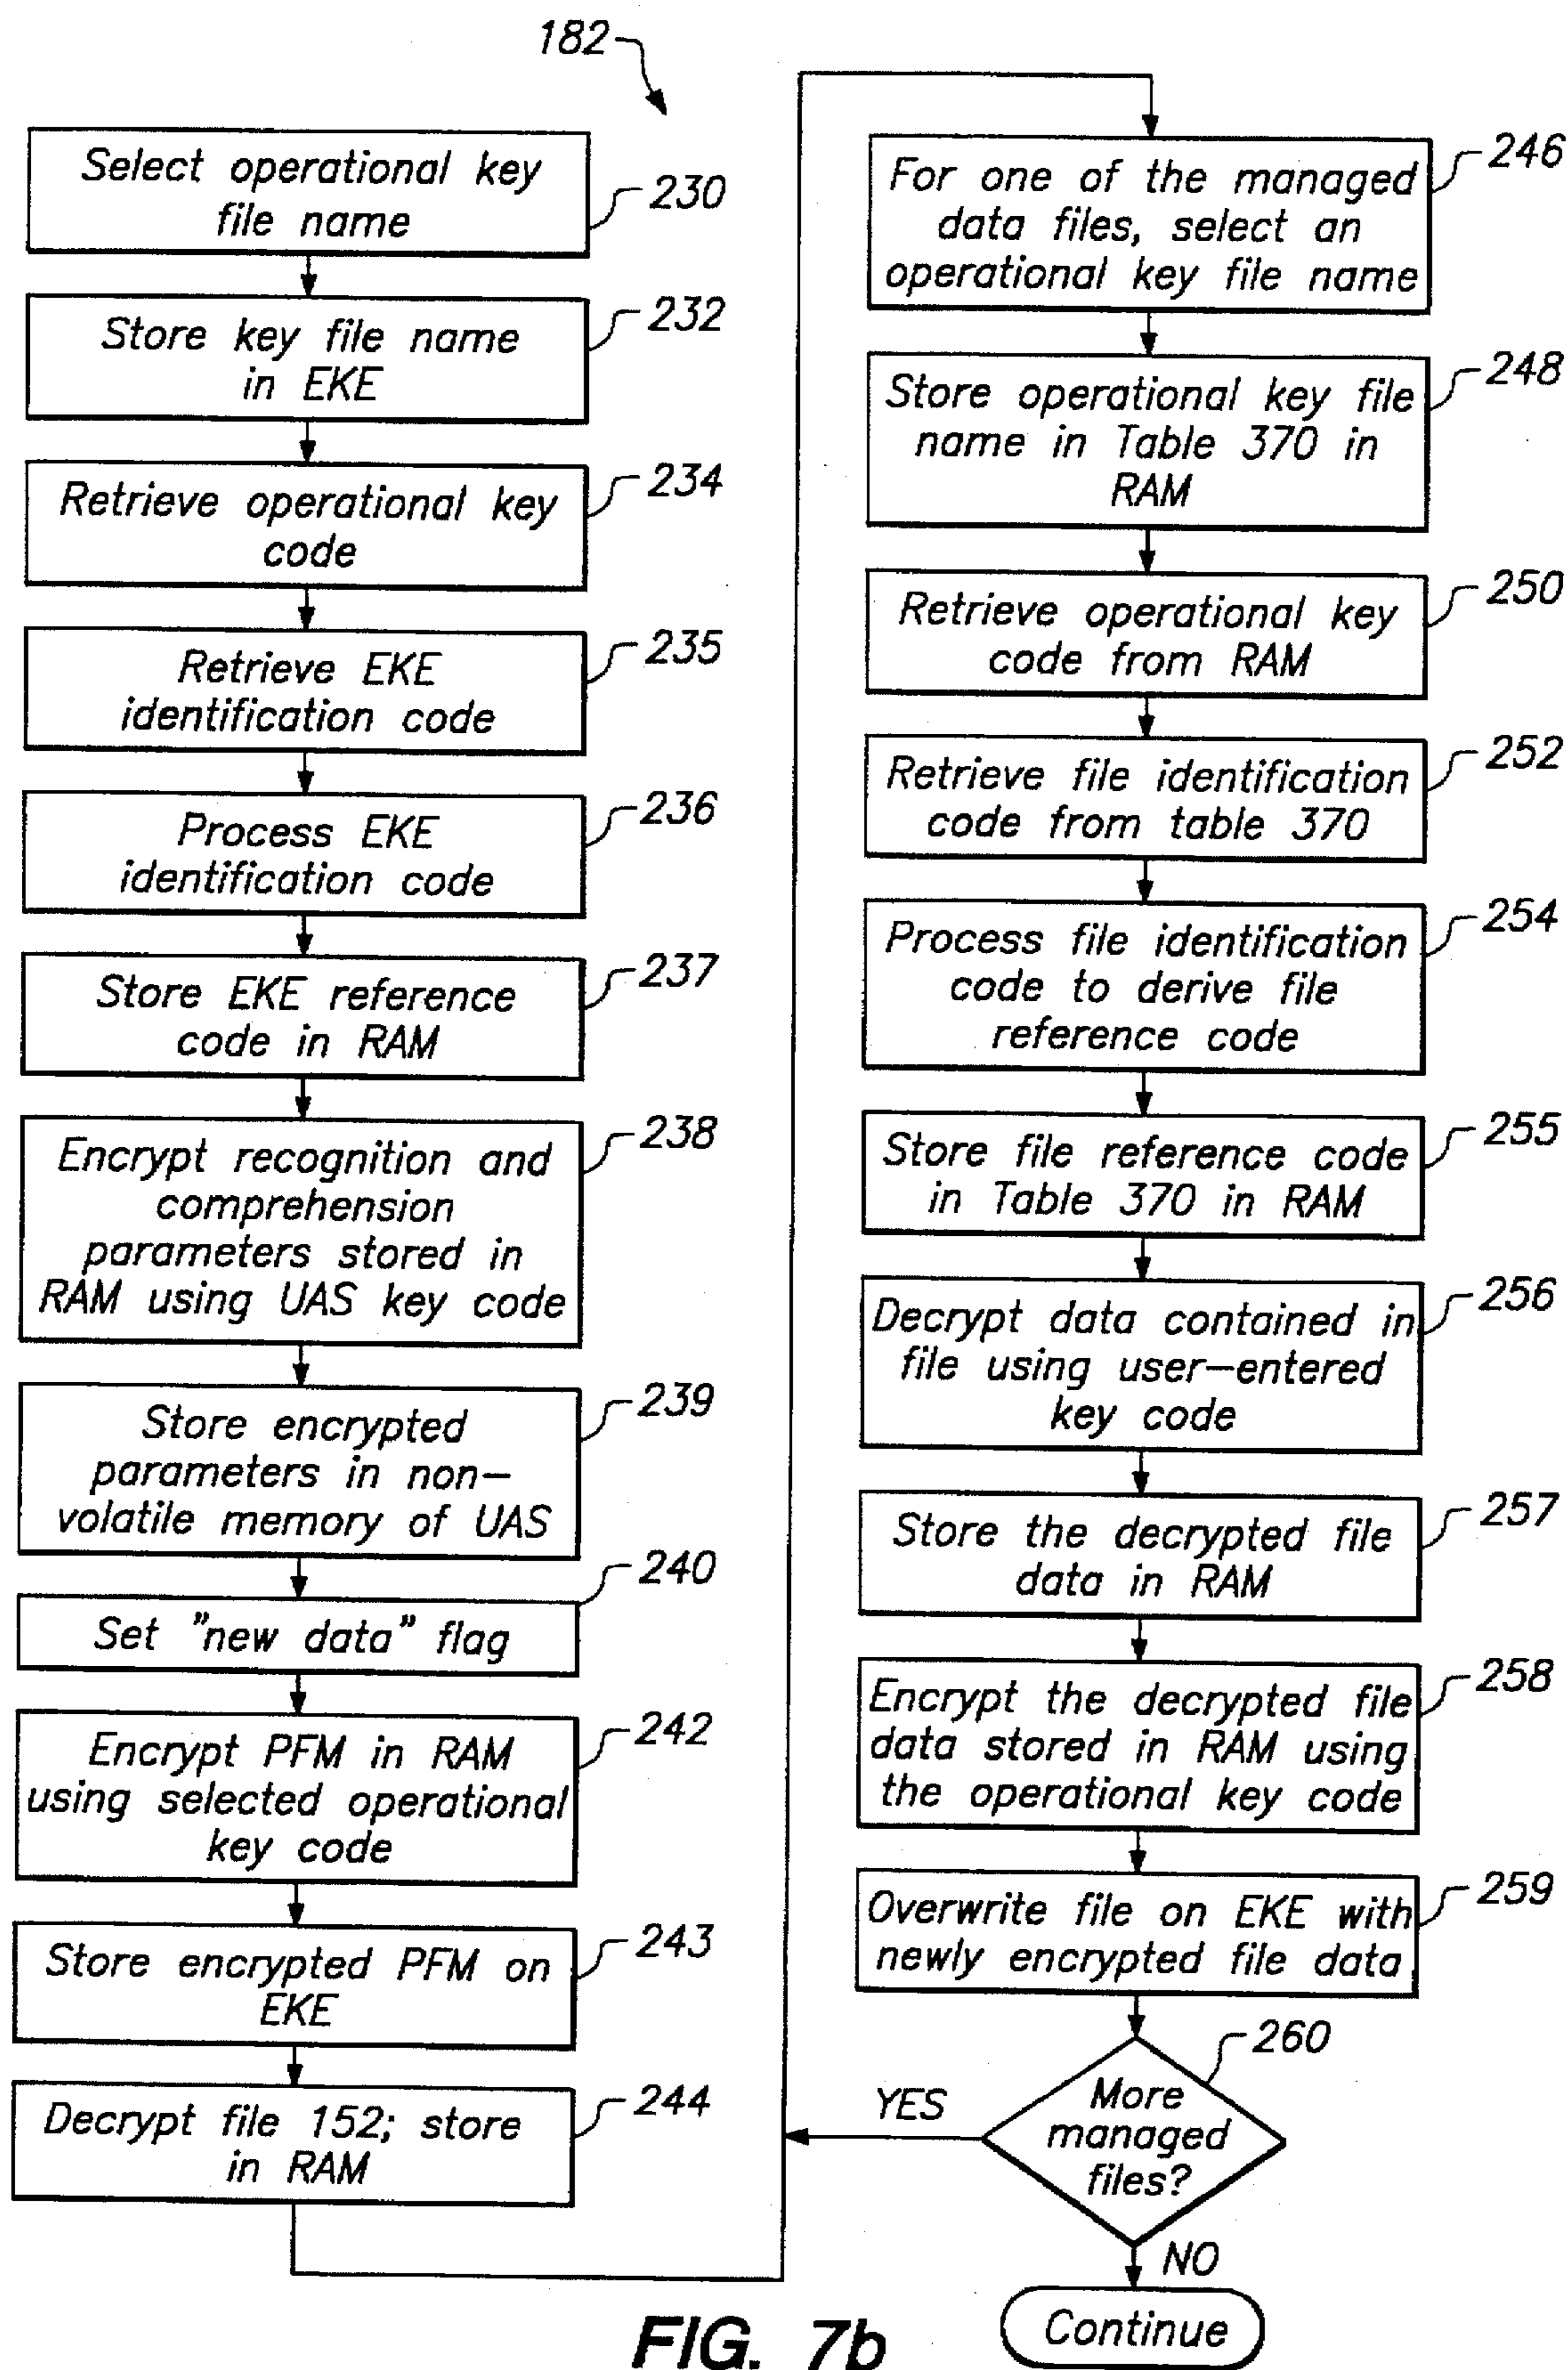 182
Select operational key
file name
230
Store key file name
in EKE
232
Retrieve operational key
code
234
Retrieve EKE
identification code
235
Process EKE
identification code
236
Store EKE reference
code in RAM
237
Encrypt recognition and
comprehension
parameters stored in
RAM using UAS key code
238
Store encrypted
parameters in non-
volatile memory of UAS
239
Set "new data" flag
240
Encrypt PFM in RAM
using selected operational
key code
242
Store encrypted PFM on
EKE
243
Decrypt file 152; store
in RAM
244
For one of the managed
data files, select an
operational key file name
246
Store operational key file
name in Table 370 in
RAM
248
Retrieve operational key
code from RAM
250
Retrieve file identification
code from table 370
252
Process file identification
code to derive file
reference code
254
Store file reference code
in Table 370 in RAM
255
Decrypt data contained in
file using user-entered
key code
256
Store the decrypted file
data in RAM
257
Encrypt the decrypted file
data stored in RAM using
the operational key code
258
Overwrite file on EKE with
newly encrypted file data
259
More
managed
files?
260
YES
NO
Continue
FIG. 7b